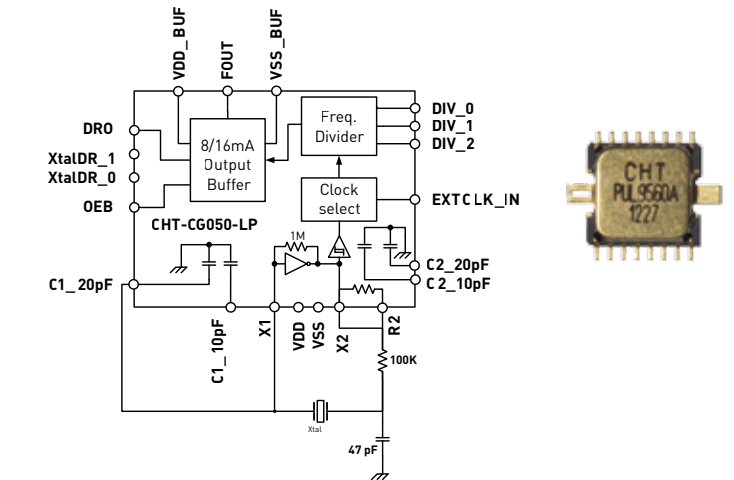 VDD_BUF
FOUT
VSS_BUF
DRO
XtalDR_1
XtalDR_0
OEB
8/16mA
Output
Buffer
Freq.
Divider
Clock
select
DIV_0
DIV_1
DIV_2
EXTCLK_IN
CHT-CG050-LP
1M
C1_20pF
C2_20pF
C2_10pF
C1_10pF
X1
VDD
VSS
X2
R2
100K
Xtal
47 pF
CHT
PUL9560A
1227